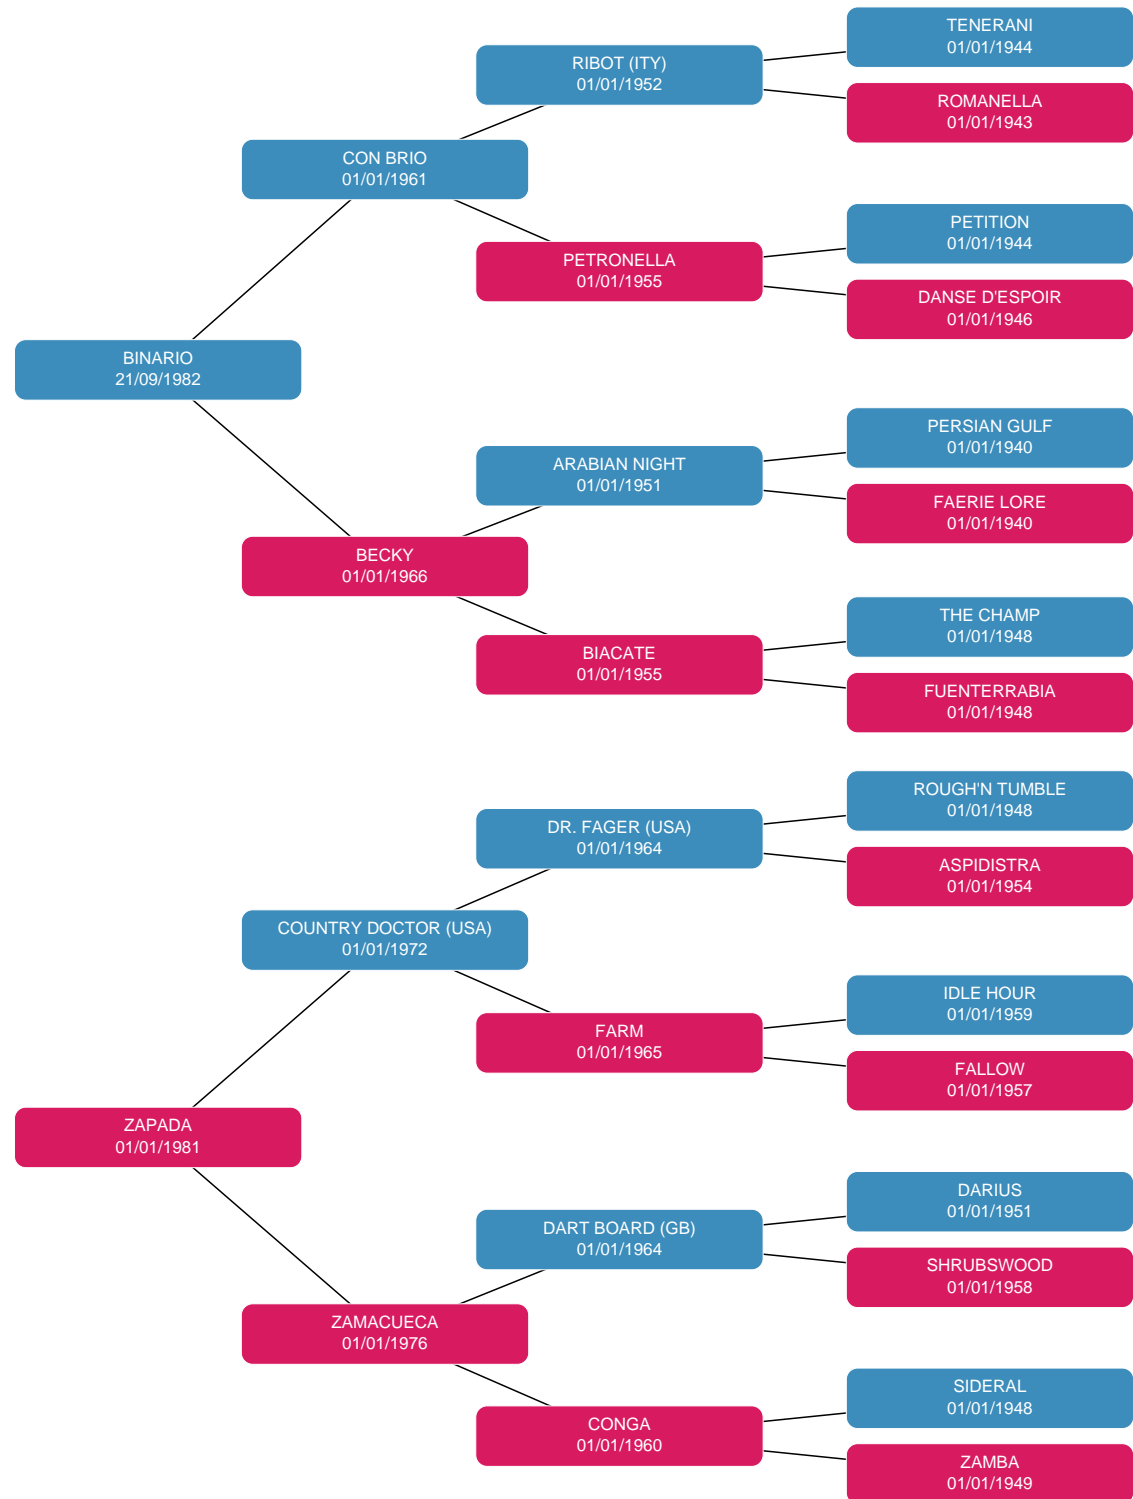 TENERANI
01/01/1944
RIBOT (ITY)
01/01/1952
ROMANELLA
01/01/1943
CON BRIO
01/01/1961
PETITION
01/01/1944
PETRONELLA
01/01/1955
DANSE D'ESPOIR
01/01/1946
BINARIO
21/09/1982
PERSIAN GULF
01/01/1940
ARABIAN NIGHT
01/01/1951
FAERIE LORE
01/01/1940
BECKY
01/01/1966
THE CHAMP
01/01/1948
BIACATE
01/01/1955
FUENTERRABIA
01/01/1948
ROUGH'N TUMBLE
01/01/1948
DR. FAGER (USA)
01/01/1964
ASPIDISTRA
01/01/1954
COUNTRY DOCTOR (USA)
01/01/1972
IDLE HOUR
01/01/1959
FARM
01/01/1965
FALLOW
01/01/1957
ZAPADA
01/01/1981
DARIUS
01/01/1951
DART BOARD (GB)
01/01/1964
SHRUBSWOOD
01/01/1958
ZAMACUECA
01/01/1976
SIDERAL
01/01/1948
CONGA
01/01/1960
ZAMBA
01/01/1949